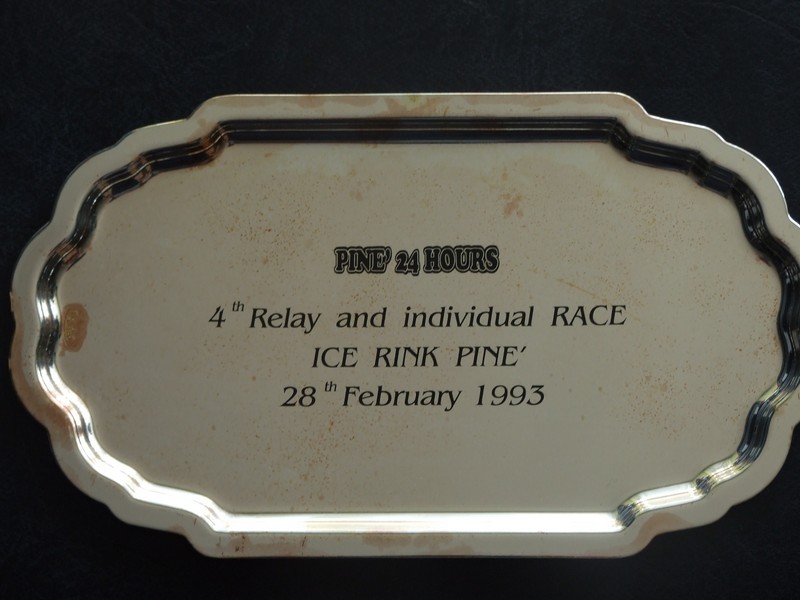 PINE' 24 HOURS
4th Relay and individual RACE
ICE RINK PINE'
28th February 1993